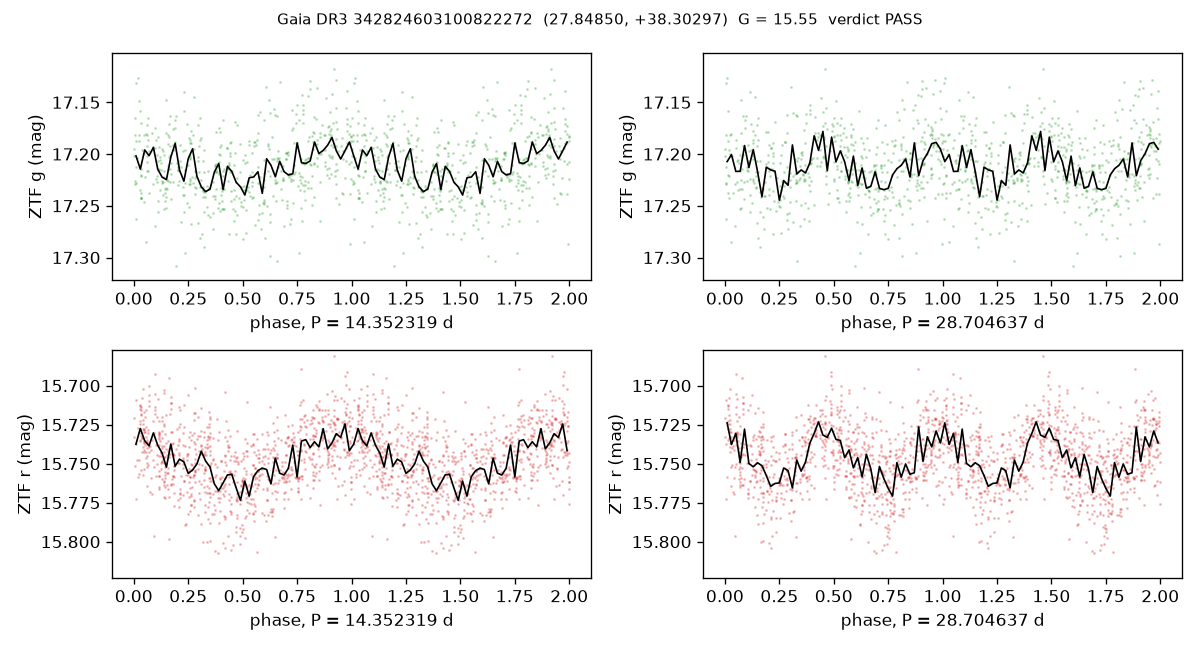 Gaia DR3 342824603100822272 (27.84850, +38.30297) G = 15.55 verdict PASS
ZTF g (mag)
17.15
17.20
17.25
17.30
0.00 0.25 0.50 0.75 1.00 1.25 1.50 1.75 2.00
phase, P = 14.352319 d
ZTF g (mag)
17.15
17.20
17.25
17.30
0.00 0.25 0.50 0.75 1.00 1.25 1.50 1.75 2.00
phase, P = 28.704637 d
ZTF r (mag)
15.700
15.725
15.750
15.775
15.800
0.00 0.25 0.50 0.75 1.00 1.25 1.50 1.75 2.00
phase, P = 14.352319 d
ZTF r (mag)
15.700
15.725
15.750
15.775
15.800
0.00 0.25 0.50 0.75 1.00 1.25 1.50 1.75 2.00
phase, P = 28.704637 d